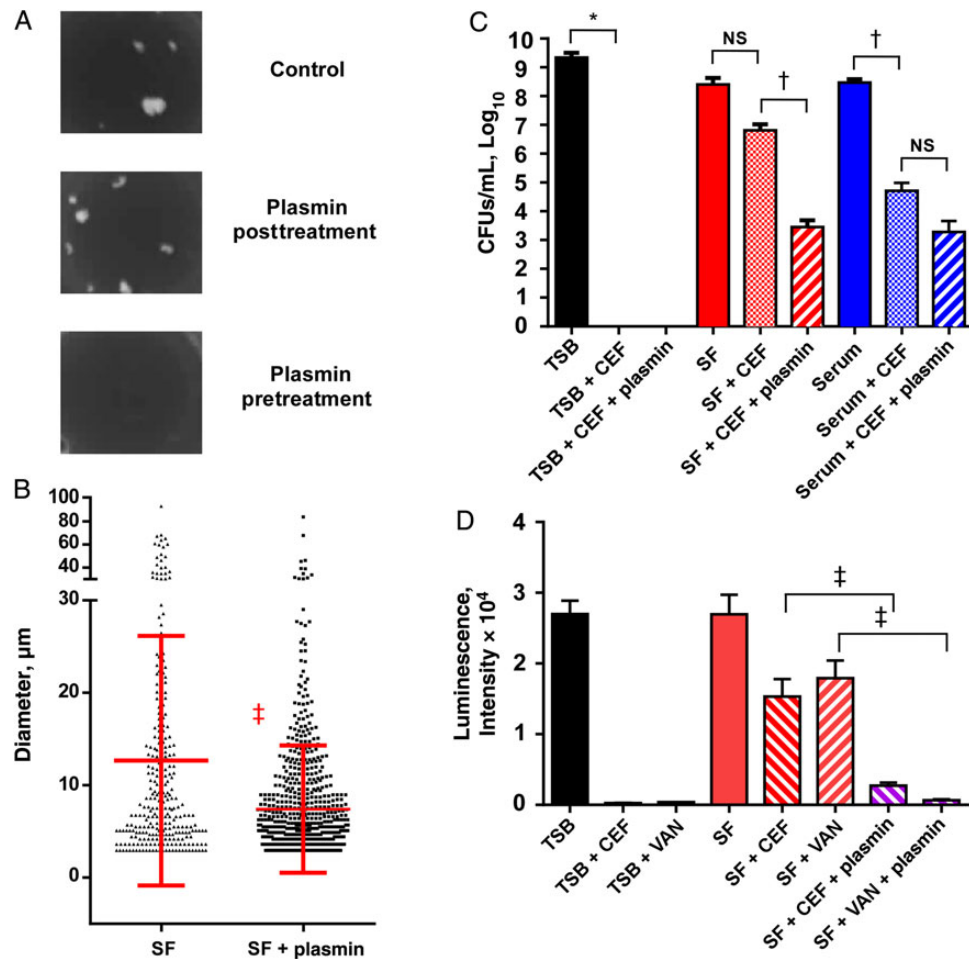 A
Control
Plasmin
posttreatment
Plasmin
pretreatment
B
Diameter, µm
100
80
60
40
30
20
10
0
‡
SF
SF + plasmin
C
CFUs/mL, Log10
10
9
8
7
6
5
4
3
2
1
0
*
NS
†
†
NS
TSB
TSB + CEF
TSB + CEF + plasmin
SF
SF + CEF
SF + CEF + plasmin
Serum
Serum + CEF
Serum + CEF + plasmin
D
Luminescence,
Intensity × 10⁴
4
3
2
1
0
‡
‡
TSB
TSB + CEF
TSB + VAN
SF
SF + CEF
SF + VAN
SF + CEF + plasmin
SF + VAN + plasmin